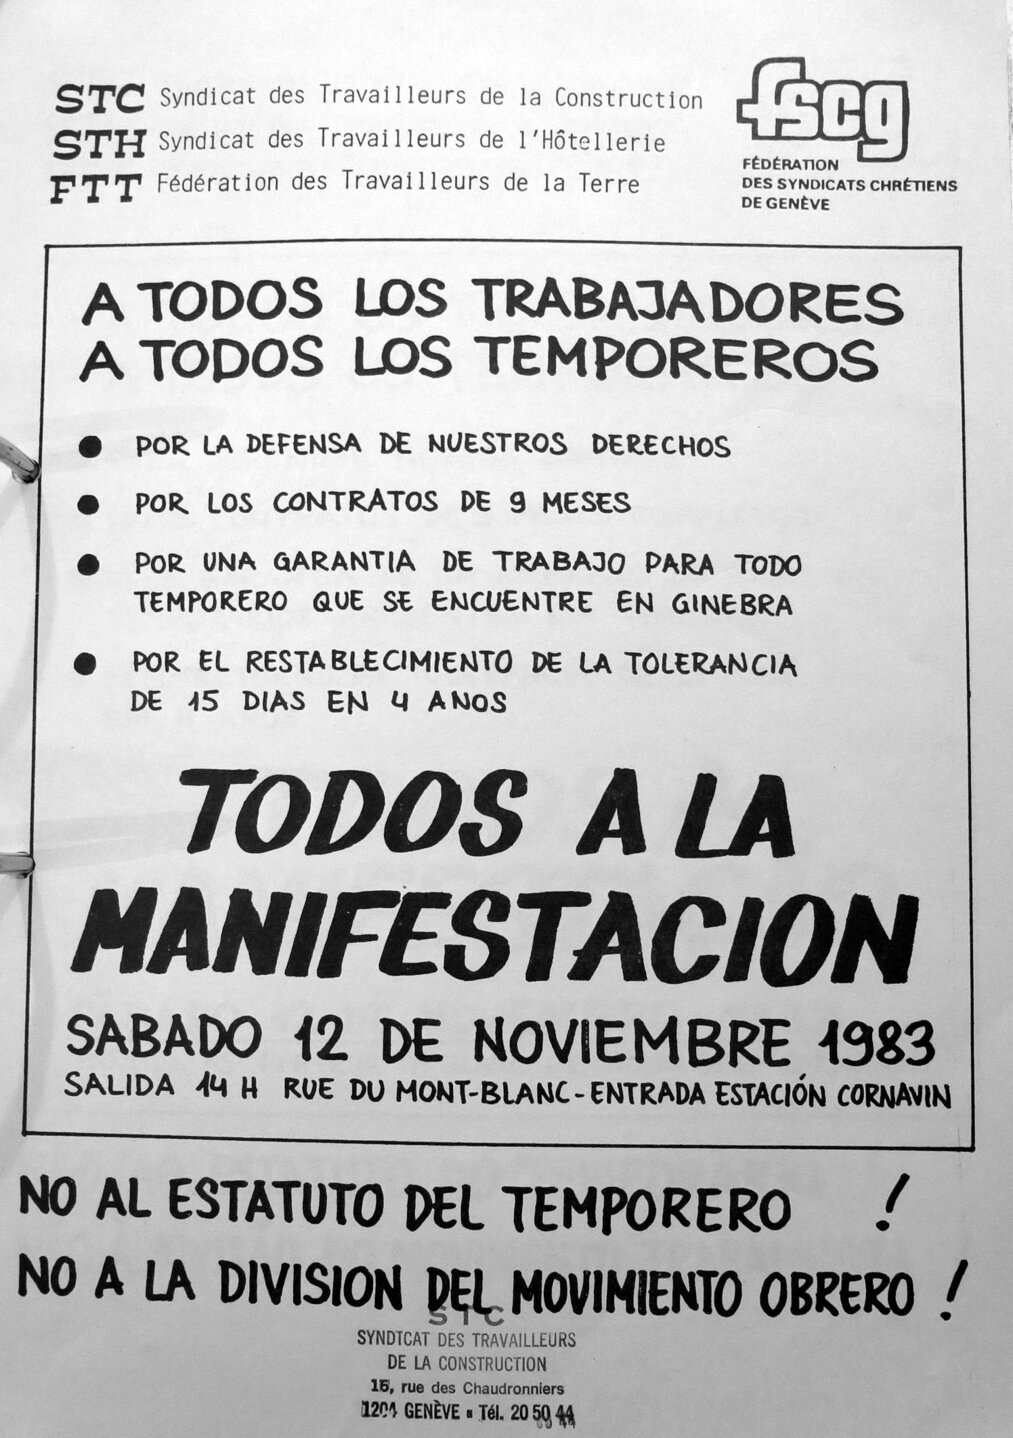 STC Syndicat des Travailleurs de la Construction
STH Syndicat des Travailleurs de l'Hôtellerie
FTT Fédération des Travailleurs de la Terre
fscg
FÉDÉRATION
DES SYNDICATS CHRÉTIENS
DE GENÈVE
A TODOS LOS TRABAJADORES
A TODOS LOS TEMPOREROS
● POR LA DEFENSA DE NUESTROS DERECHOS
● POR LOS CONTRATOS DE 9 MESES
● POR UNA GARANTIA DE TRABAJO PARA TODO
TEMPORERO QUE SE ENCUENTRE EN GINEBRA
● POR EL RESTABLECIMIENTO DE LA TOLERANCIA
DE 15 DIAS EN 4 ANOS
TODOS A LA
MANIFESTACION
SABADO 12 DE NOVIEMBRE 1983
SALIDA 14 H RUE DU MONT-BLANC - ENTRADA ESTACIÓN CORNAVIN
NO AL ESTATUTO DEL TEMPORERO !
NO A LA DIVISION DEL MOVIMIENTO OBRERO !
STC
SYNDICAT DES TRAVAILLEURS
DE LA CONSTRUCTION
15, rue des Chaudronniers
1204 GENÈVE ▪ Tél. 20 50 44